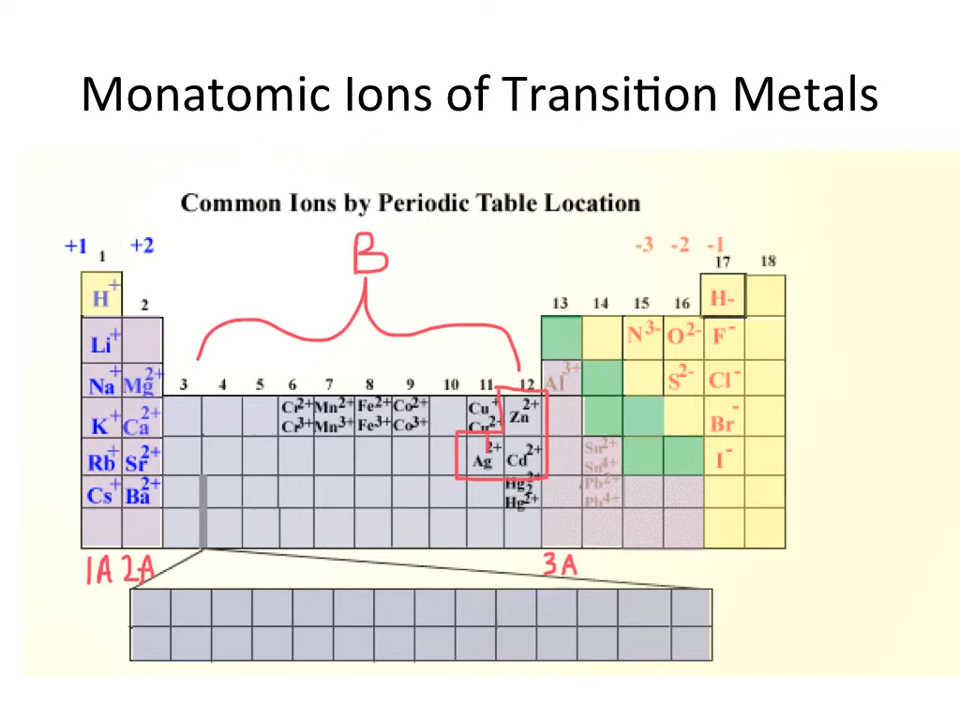 Monatomic Ions of Transition Metals
Common Ions by Periodic Table Location
B
+1 +2 -3 -2 -1
1 17 18
H+ 2 13 14 15 16 H-
Li+ N3- O2- F-
Na+ Mg2+ 3 4 5 6 7 8 9 10 11 12 Al3+ S2- Cl-
K+ Ca2+ Cr2+ Mn2+ Fe2+ Co2+ Cu+ Zn2+ Br-
Cr3+ Mn3+ Fe3+ Co3+ Cu2+
Rb+ Sr2+ Ag2+ Cd2+ Sn2+ I-
Sn4+
Cs+ Ba2+ Hg22+ Pb2+
Hg2+ Pb4+
1A 2A 3A